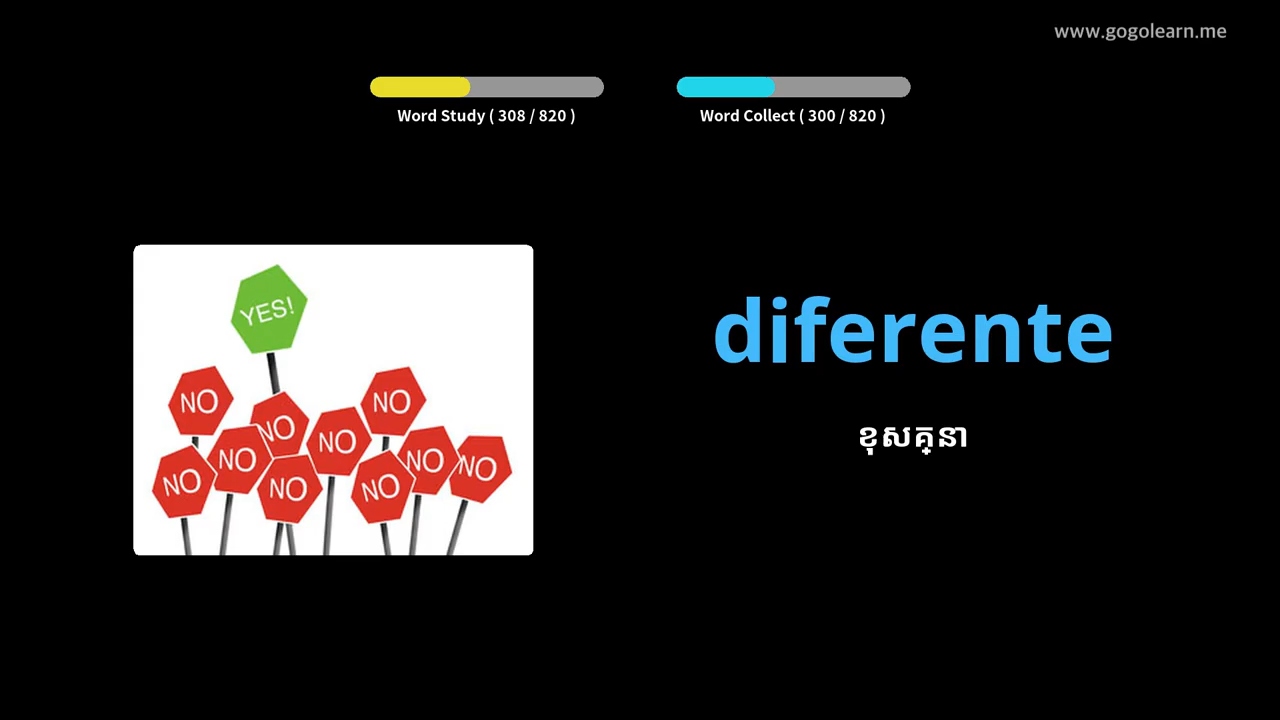 www.gogolearn.me
Word Study ( 308 / 820 )
Word Collect ( 300 / 820 )
YES!
NO
NO
NO
NO
NO
NO
NO
NO
NO
NO
diferente
ខុសគ្នា